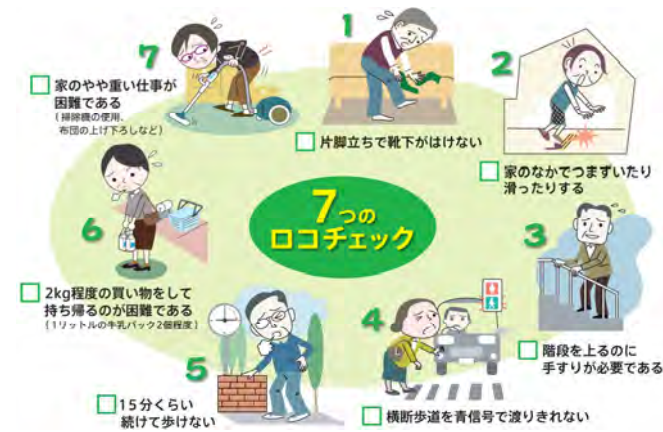 7つの
ロコチェック
1
片脚立ちで靴下がはけない
2
家のなかでつまずいたり
滑ったりする
3
階段を上るのに
手すりが必要である
4
横断歩道を青信号で渡りきれない
5
15分くらい
続けて歩けない
6
2kg程度の買い物をして
持ち帰るのが困難である
(1リットルの牛乳パック2個程度)
7
家のやや重い仕事が
困難である
(掃除機の使用、
布団の上げ下ろしなど)